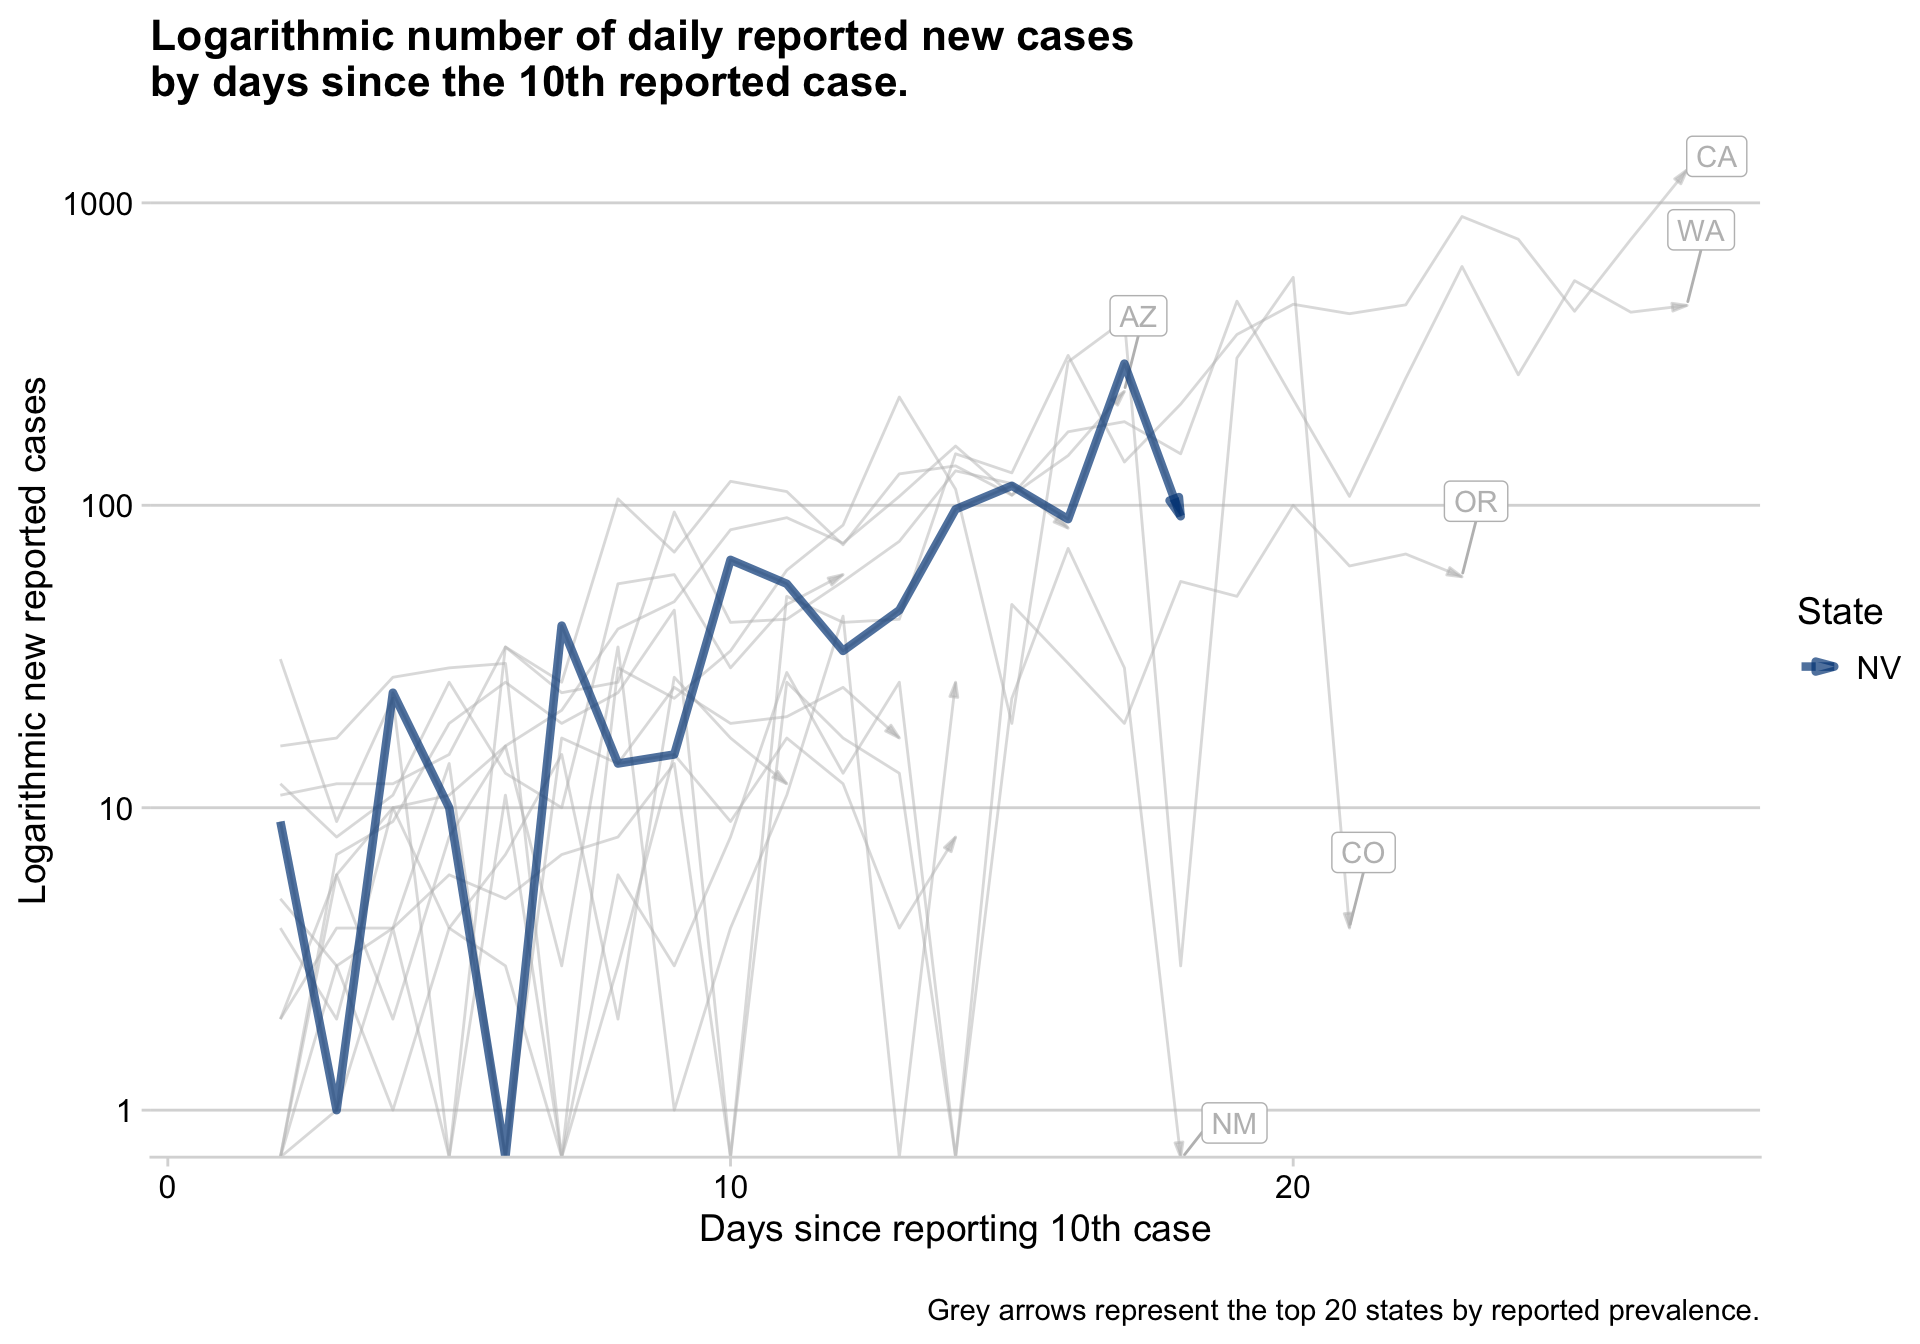 Logarithmic number of daily reported new cases
by days since the 10th reported case.
CA
1000
WA
AZ
Logarithmic new reported cases
100
OR
State
NV
10
CO
1
NM
0
10
20
Days since reporting 10th case
Grey arrows represent the top 20 states by reported prevalence.